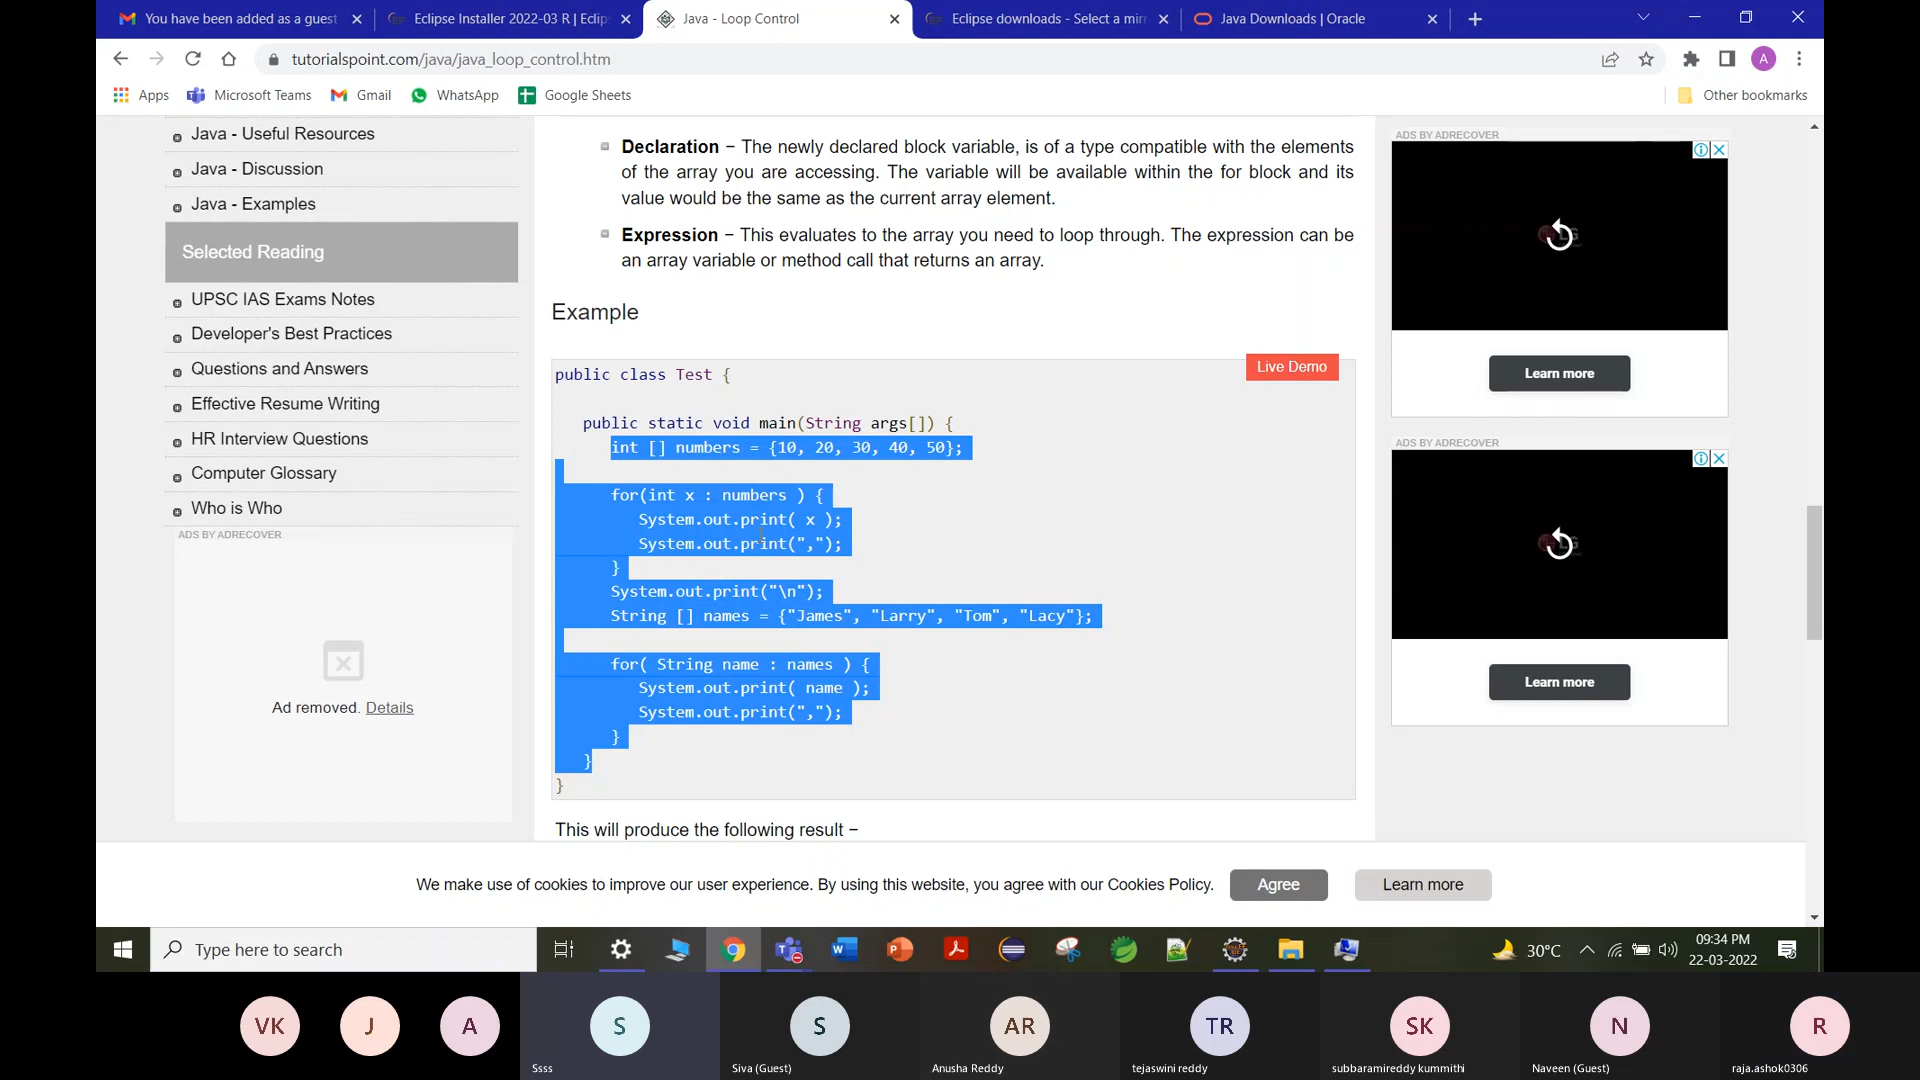 You have been added as a guest
Eclipse Installer 2022-03 R | Eclip
Java - Loop Control
Eclipse downloads - Select a mirr
Java Downloads | Oracle
tutorialspoint.com/java/java_loop_control.htm
A
Apps
Microsoft Teams
Gmail
WhatsApp
Google Sheets
Other bookmarks
Java - Useful Resources
Java - Discussion
Java - Examples
Selected Reading
UPSC IAS Exams Notes
Developer's Best Practices
Questions and Answers
Effective Resume Writing
HR Interview Questions
Computer Glossary
Who is Who
ADS BY ADRECOVER
Ad removed. Details
Declaration − The newly declared block variable, is of a type compatible with the elements
of the array you are accessing. The variable will be available within the for block and its
value would be the same as the current array element.
Expression − This evaluates to the array you need to loop through. The expression can be
an array variable or method call that returns an array.
Example
Live Demo
public class Test {
public static void main(String args[]) {
int [] numbers = {10, 20, 30, 40, 50};
for(int x : numbers ) {
System.out.print( x );
System.out.print(",");
}
System.out.print("\n");
String [] names = {"James", "Larry", "Tom", "Lacy"};
for( String name : names ) {
System.out.print( name );
System.out.print(",");
}
}
}
This will produce the following result −
ADS BY ADRECOVER
Learn more
ADS BY ADRECOVER
Learn more
We make use of cookies to improve our user experience. By using this website, you agree with our Cookies Policy.
Agree
Learn more
Type here to search
30°C
09:34 PM
22-03-2022
VK
J
A
S
Ssss
S
Siva (Guest)
AR
Anusha Reddy
TR
tejaswini reddy
SK
subbaramireddy kummithi
N
Naveen (Guest)
R
raja.ashok0306